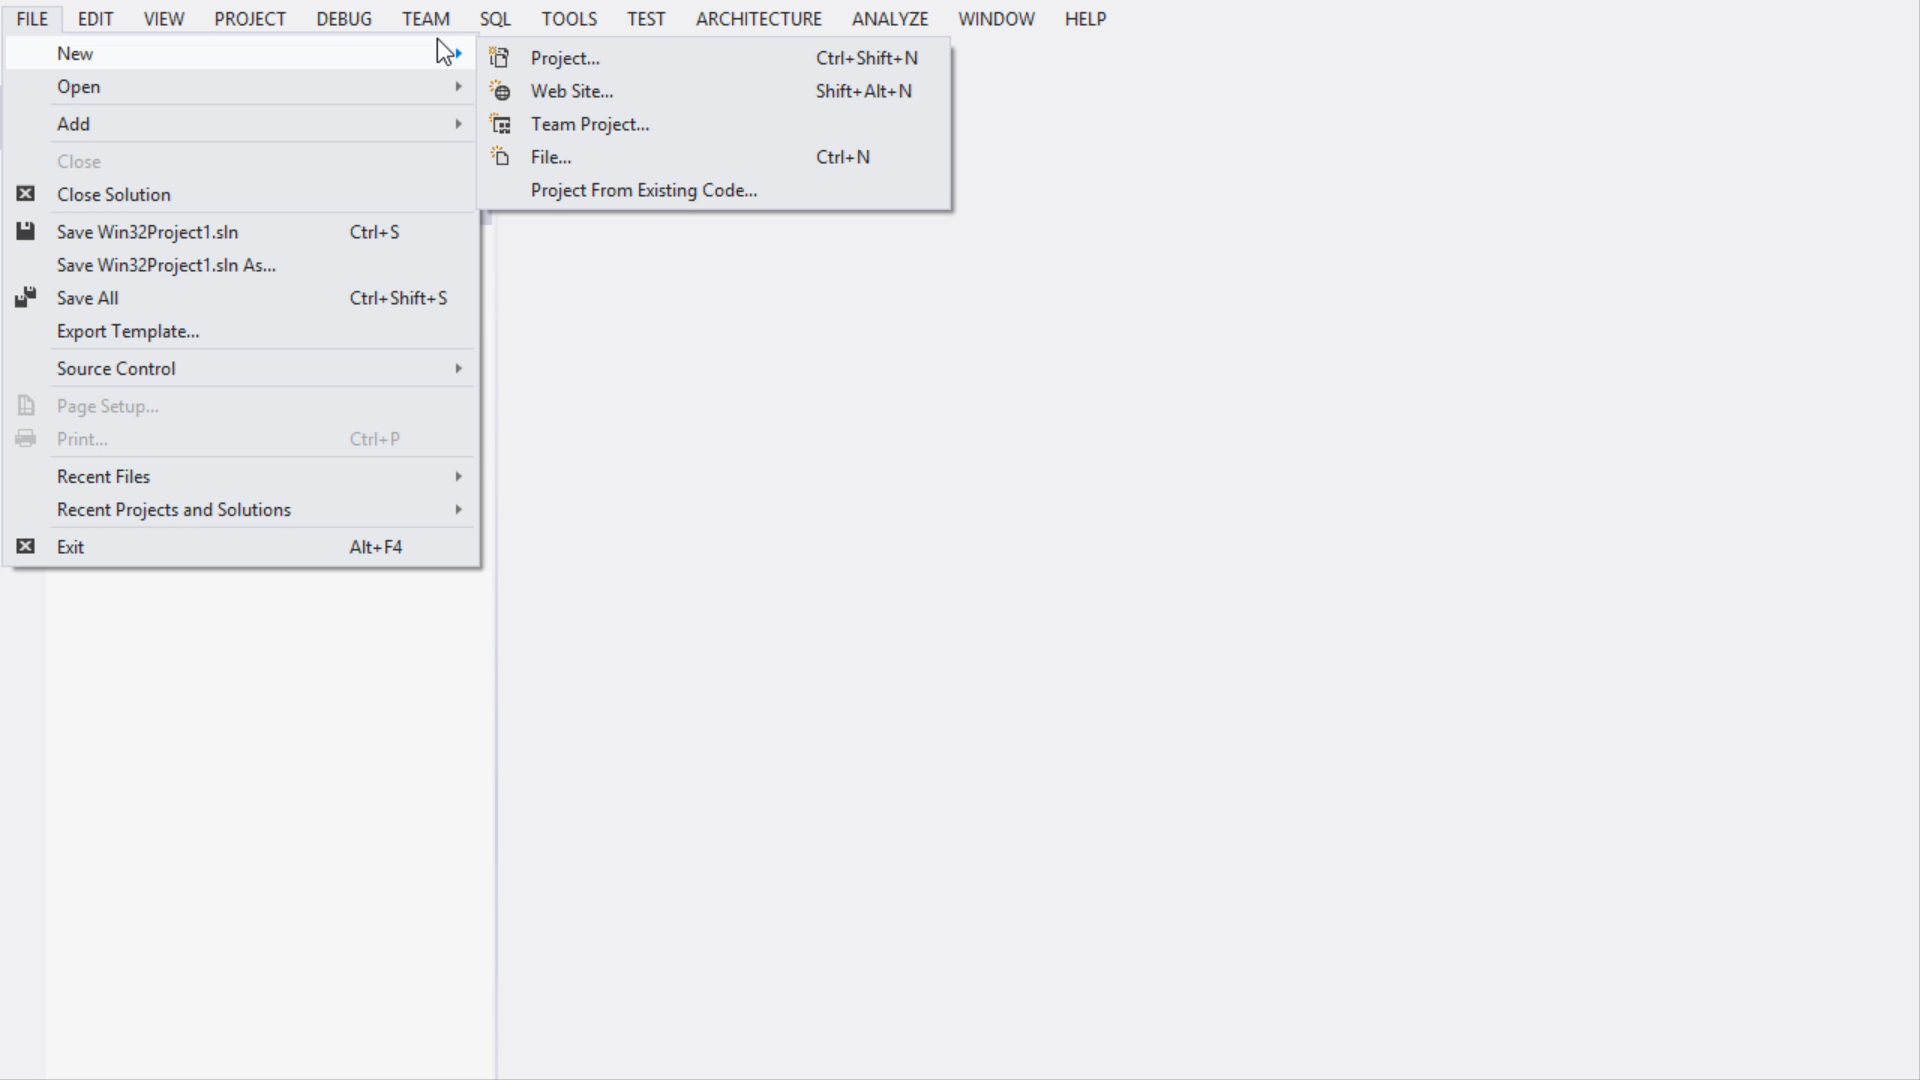 FILE EDIT VIEW PROJECT DEBUG TEAM SQL TOOLS TEST ARCHITECTURE ANALYZE WINDOW HELP
New
Open
Add
Close
Close Solution
Save Win32Project1.sln Ctrl+S
Save Win32Project1.sln As...
Save All Ctrl+Shift+S
Export Template...
Source Control
Page Setup...
Print... Ctrl+P
Recent Files
Recent Projects and Solutions
Exit Alt+F4
Project... Ctrl+Shift+N
Web Site... Shift+Alt+N
Team Project...
File... Ctrl+N
Project From Existing Code...